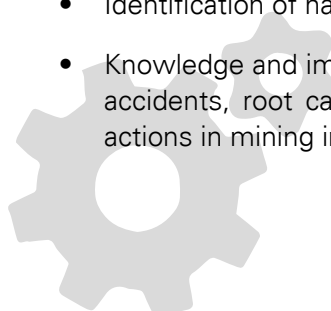 • Identification of
• Knowledge and
accidents, root
actions in mining